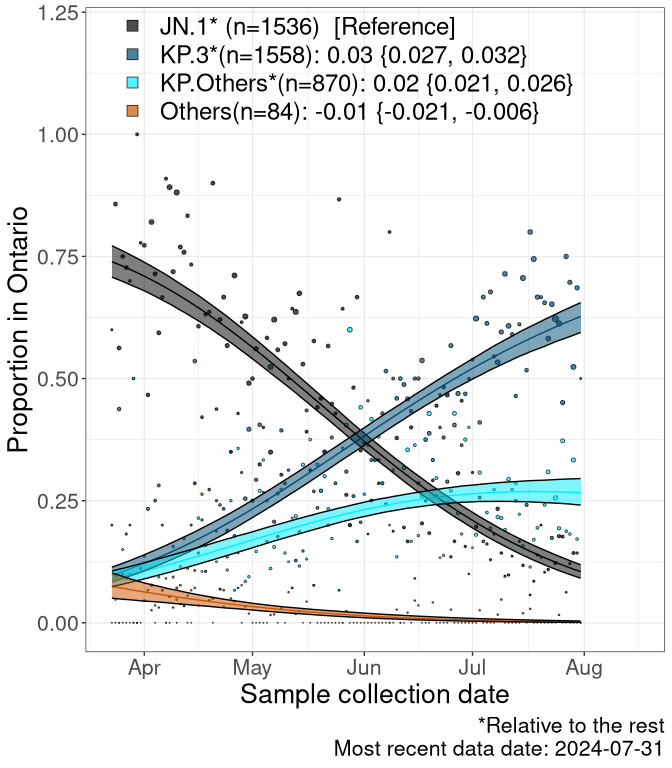 JN.1* (n=1536) [Reference]
KP.3*(n=1558): 0.03 {0.027, 0.032}
KP.Others*(n=870): 0.02 {0.021, 0.026}
Others(n=84): -0.01 {-0.021, -0.006}
Proportion in Ontario
1.25
1.00
0.75
0.50
0.25
0.00
Apr May Jun Jul Aug
Sample collection date
*Relative to the rest
Most recent data date: 2024-07-31